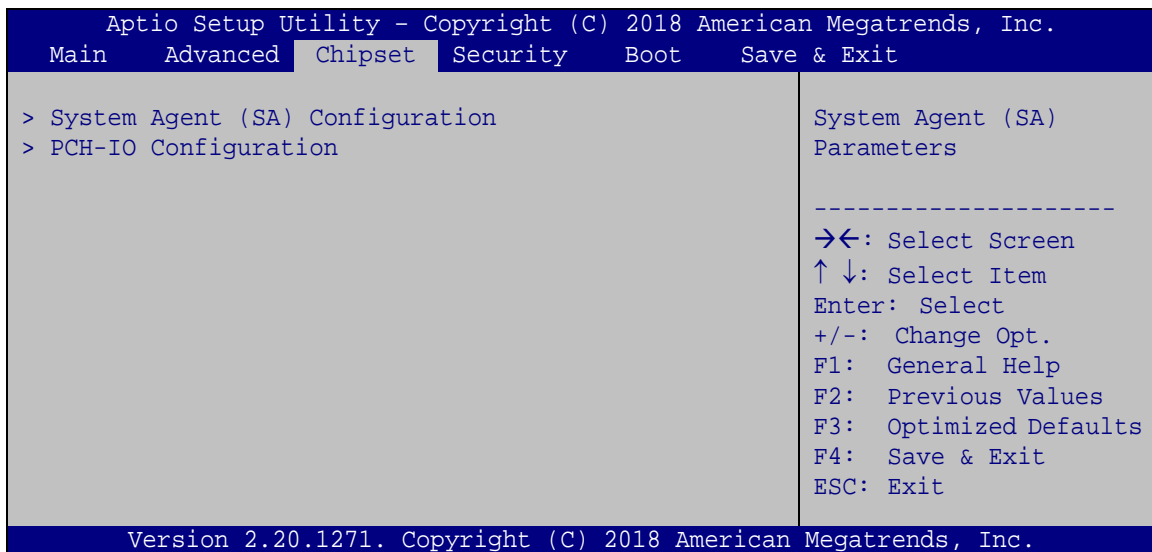 Aptio Setup Utility – Copyright (C) 2018 American Megatrends, Inc.
Main Advanced Chipset Security Boot Save & Exit
> System Agent (SA) Configuration
> PCH-IO Configuration
System Agent (SA)
Parameters
---------------------
→←: Select Screen
↑ ↓: Select Item
Enter: Select
+/-: Change Opt.
F1: General Help
F2: Previous Values
F3: Optimized Defaults
F4: Save & Exit
ESC: Exit
Version 2.20.1271. Copyright (C) 2018 American Megatrends, Inc.